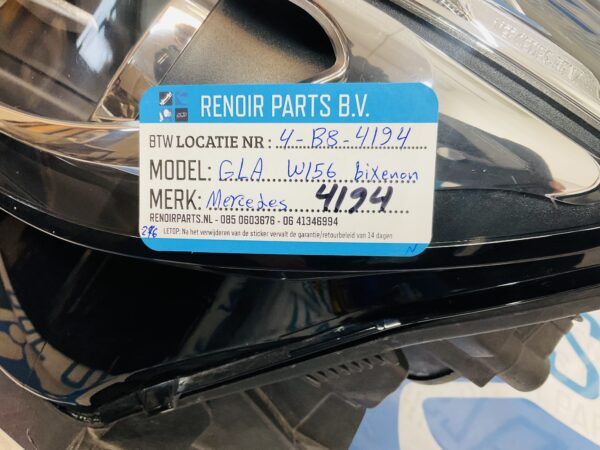 RENOIR PARTS B.V.
BTW LOCATIE NR : 4-B8-4194
MODEL: GLA W156 bixenon
MERK: Mercedes 4194
RENOIRPARTS.NL - 085 0603676 - 06 41346994
LETOP: Na het verwijderen van de sticker vervalt de garantie/retourbeleid van 14 dagen
276
N